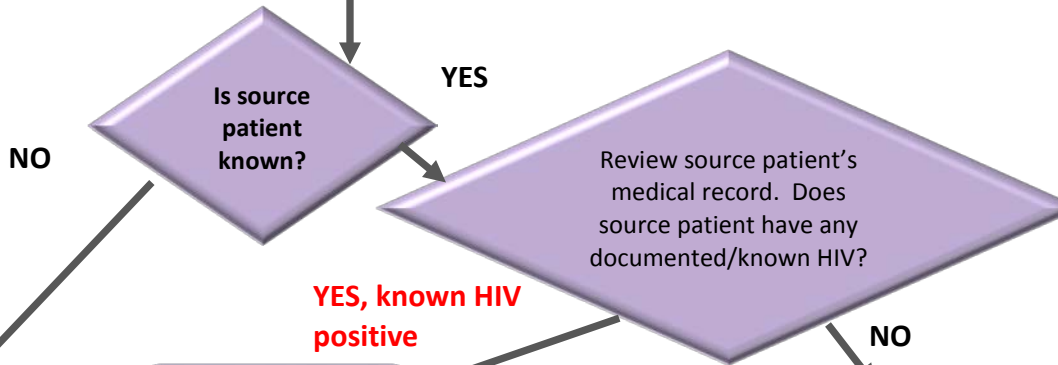 Is source
patient
known?
YES
NO
Review source patient’s
medical record.  Does
source patient have any
documented/known HIV?
YES, known HIV
positive
NO